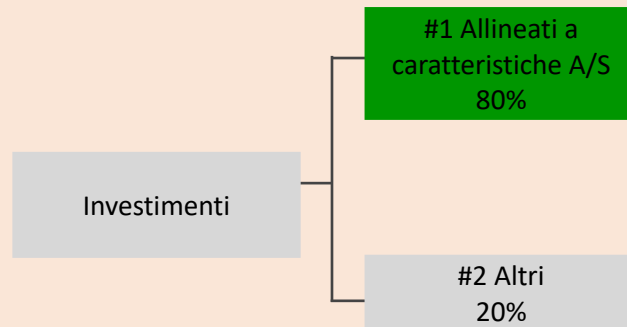 #1 Allineati a
caratteristiche A/S
80%
Investimenti
#2 Altri
20%